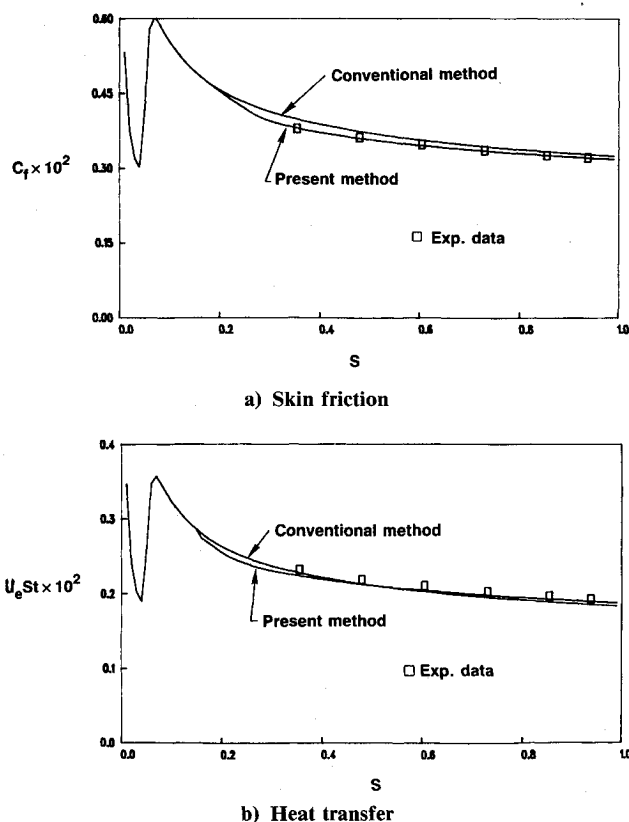 0.60
Conventional method
0.45
C_f × 10^2
0.30
Present method
Exp. data
0.15
0.00
0.0 0.2 0.4 0.6 0.8 1.0
S
a) Skin friction
0.4
0.3
Conventional method
U_e St × 10^2
0.2
Present method
Exp. data
0.1
0.0
0.0 0.2 0.4 0.6 0.8 1.0
S
b) Heat transfer